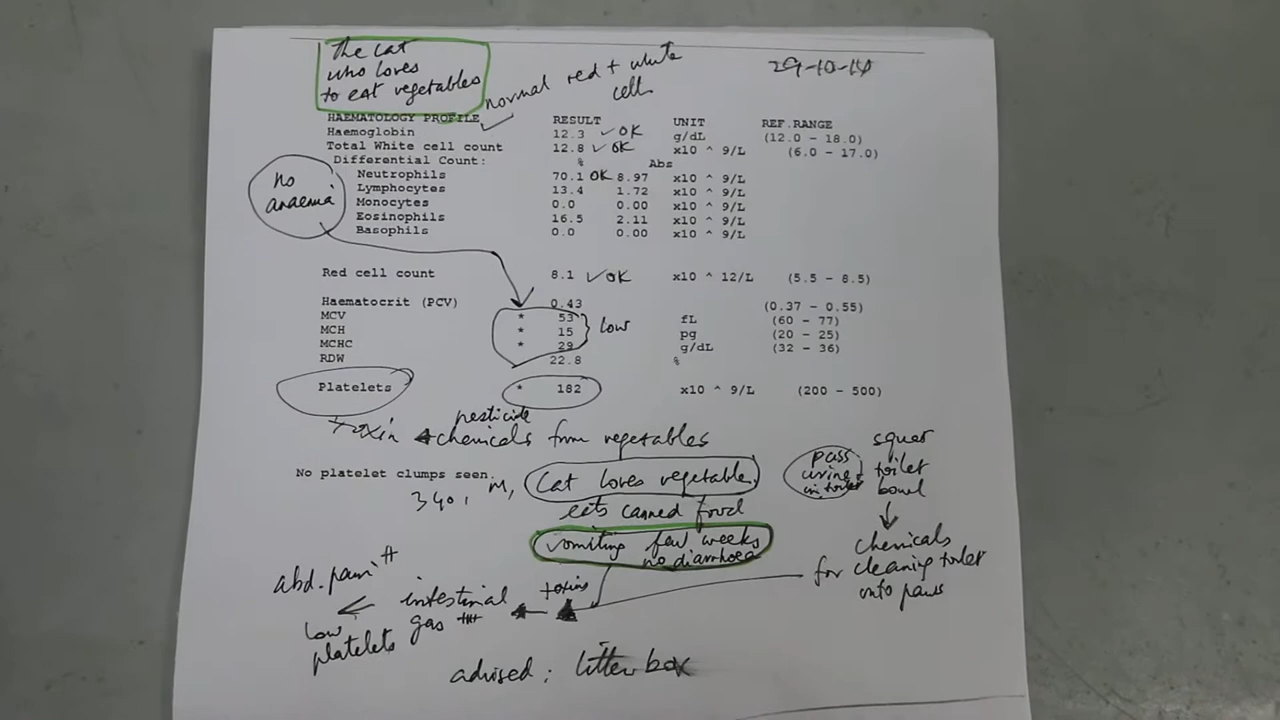 The cat
who loves
to eat vegetables
normal red + white
cells
29-10-14
HAEMATOLOGY PROFILE RESULT UNIT REF.RANGE
Haemoglobin 12.3 ✓OK g/dL (12.0 - 18.0)
Total White cell count 12.8 ✓OK x10 ^ 9/L (6.0 - 17.0)
Differential Count: % Abs
Neutrophils 70.1 OK 8.97 x10 ^ 9/L
Lymphocytes 13.4 1.72 x10 ^ 9/L
Monocytes 0.0 0.00 x10 ^ 9/L
Eosinophils 16.5 2.11 x10 ^ 9/L
Basophils 0.0 0.00 x10 ^ 9/L
no
anaemia
Red cell count 8.1 ✓OK x10 ^ 12/L (5.5 - 8.5)
Haematocrit (PCV) 0.43 (0.37 - 0.55)
MCV * 53 fL (60 - 77)
MCH * 15 low pg (20 - 25)
MCHC * 29 g/dL (32 - 36)
RDW 22.8 %
Platelets * 182 x10 ^ 9/L (200 - 500)
pesticide
toxin chemicals from vegetables
No platelet clumps seen.
M, Cat loves vegetable
eats canned food
vomiting few weeks
no diarrhoea
pass
urine
in toilet
squat
toilet
bowl
chemicals
for cleaning toilet
onto paws
toxins
intestinal
gas +++
abd. pain ++
low
platelets
advised : litter box